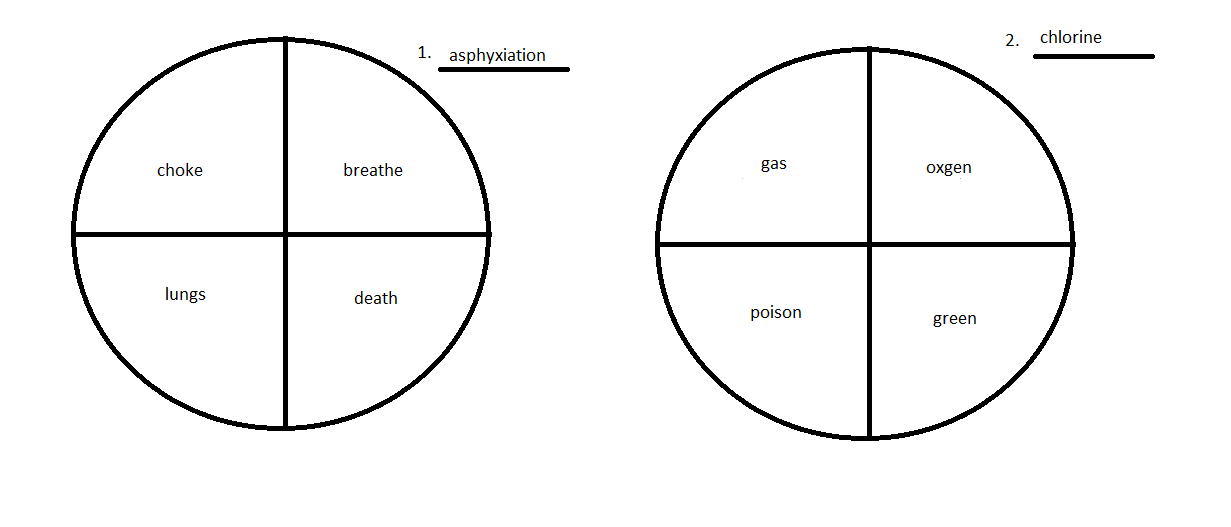 1. asphyxiation
choke
breathe
lungs
death
2. chlorine
gas
oxgen
poison
green